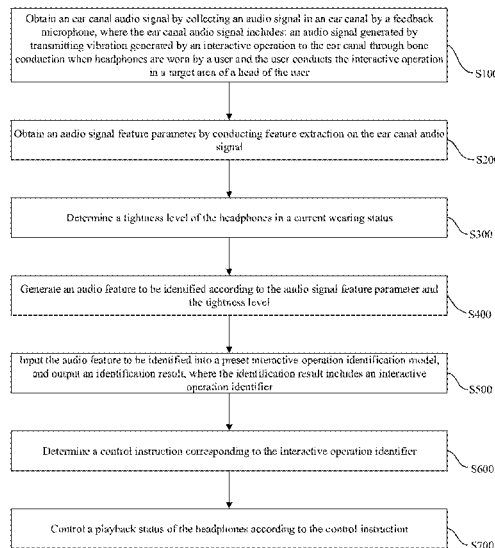 Obtain an ear canal audio signal by collecting an audio signal in an ear canal by a feedback
microphone, where the ear canal audio signal includes: an audio signal generated by
transmitting vibration generated by an interactive operation to the ear canal through bone
conduction when headphones are worn by a user and the user conducts the interactive operation
in a target area of a head of the user
S100
Obtain an audio signal feature parameter by conducting feature extraction on the ear canal audio
signal
S200
Determine a tightness level of the headphones in a current wearing status
S300
Generate an audio feature to be identified according to the audio signal feature parameter and
the tightness level
S400
Input the audio feature to be identified into a preset interactive operation identification model,
and output an identification result, where the identification result includes an interactive
operation identifier
S500
Determine a control instruction corresponding to the interactive operation identifier
S600
Control a playback status of the headphones according to the control instruction
S700